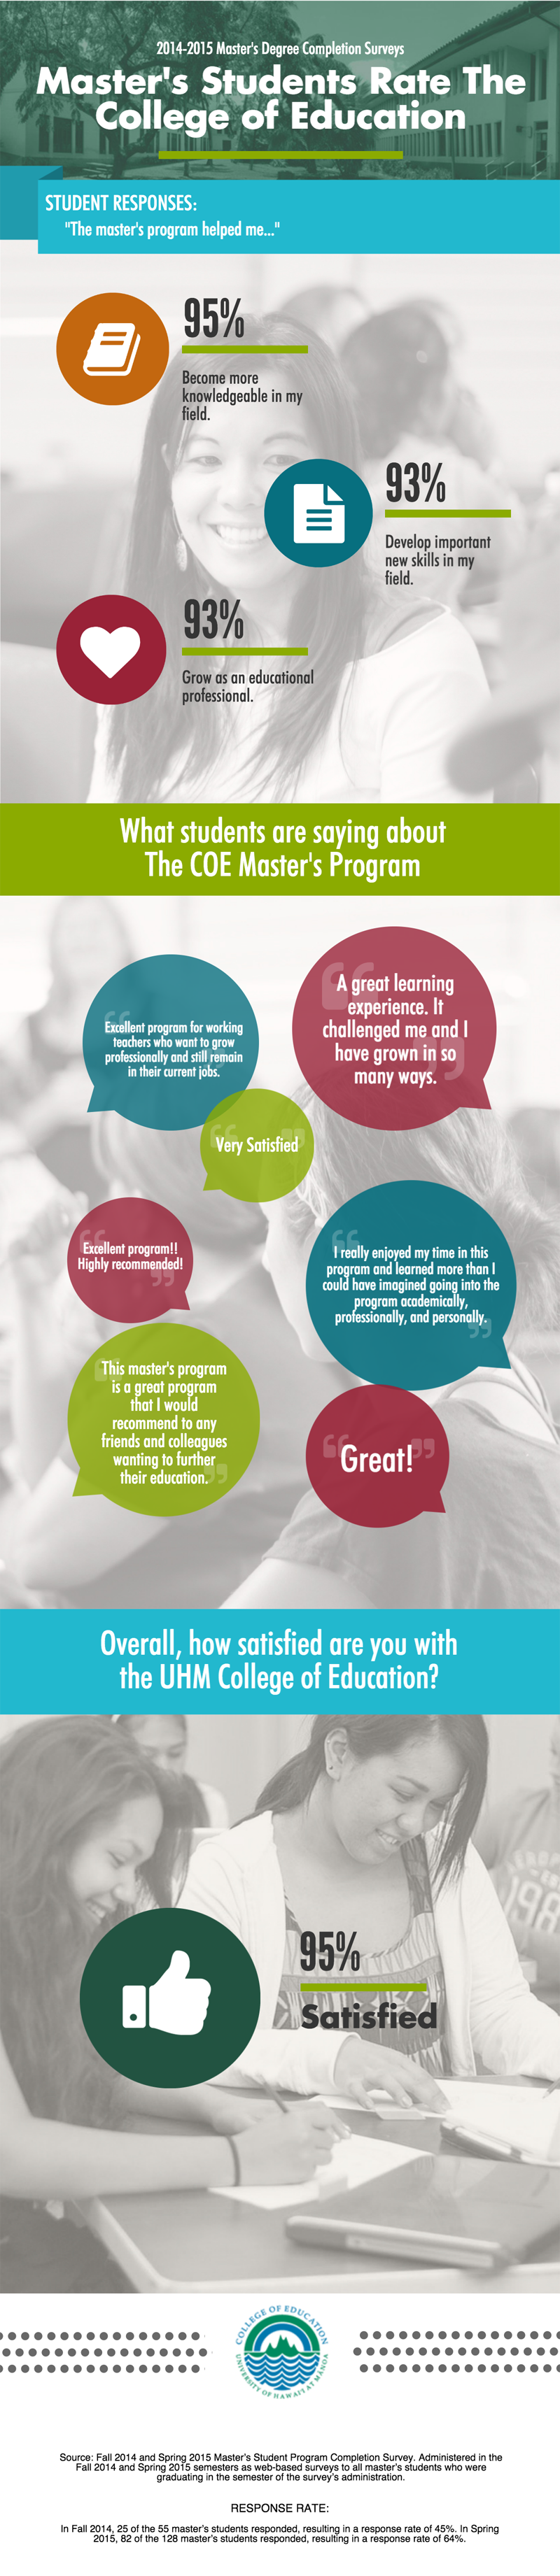 2014-2015 Master's Degree Completion Surveys
Master's Students Rate The
College of Education
STUDENT RESPONSES:
"The master's program helped me..."
95%
Become more
knowledgeable in my
field.
93%
Develop important
new skills in my
field.
93%
Grow as an educational
professional.
What students are saying about
The COE Master's Program
Excellent program for working
teachers who want to grow
professionally and still remain
in their current jobs.
A great learning
experience. It
challenged me and I
have grown in so
many ways.
Very Satisfied
Excellent program!!
Highly recommended!
I really enjoyed my time in this
program and learned more than I
could have imagined going into the
program academically,
professionally, and personally.
This master's program
is a great program
that I would
recommend to any
friends and colleagues
wanting to further
their education.
Great!
Overall, how satisfied are you with
the UHM College of Education?
95%
Satisfied
COLLEGE OF EDUCATION
UNIVERSITY OF HAWAI'I AT MĀNOA
Source: Fall 2014 and Spring 2015 Master's Student Program Completion Survey. Administered in the
Fall 2014 and Spring 2015 semesters as web-based surveys to all master's students who were
graduating in the semester of the survey's administration.
RESPONSE RATE:
In Fall 2014, 25 of the 55 master's students responded, resulting in a response rate of 45%. In Spring
2015, 82 of the 128 master's students responded, resulting in a response rate of 64%.